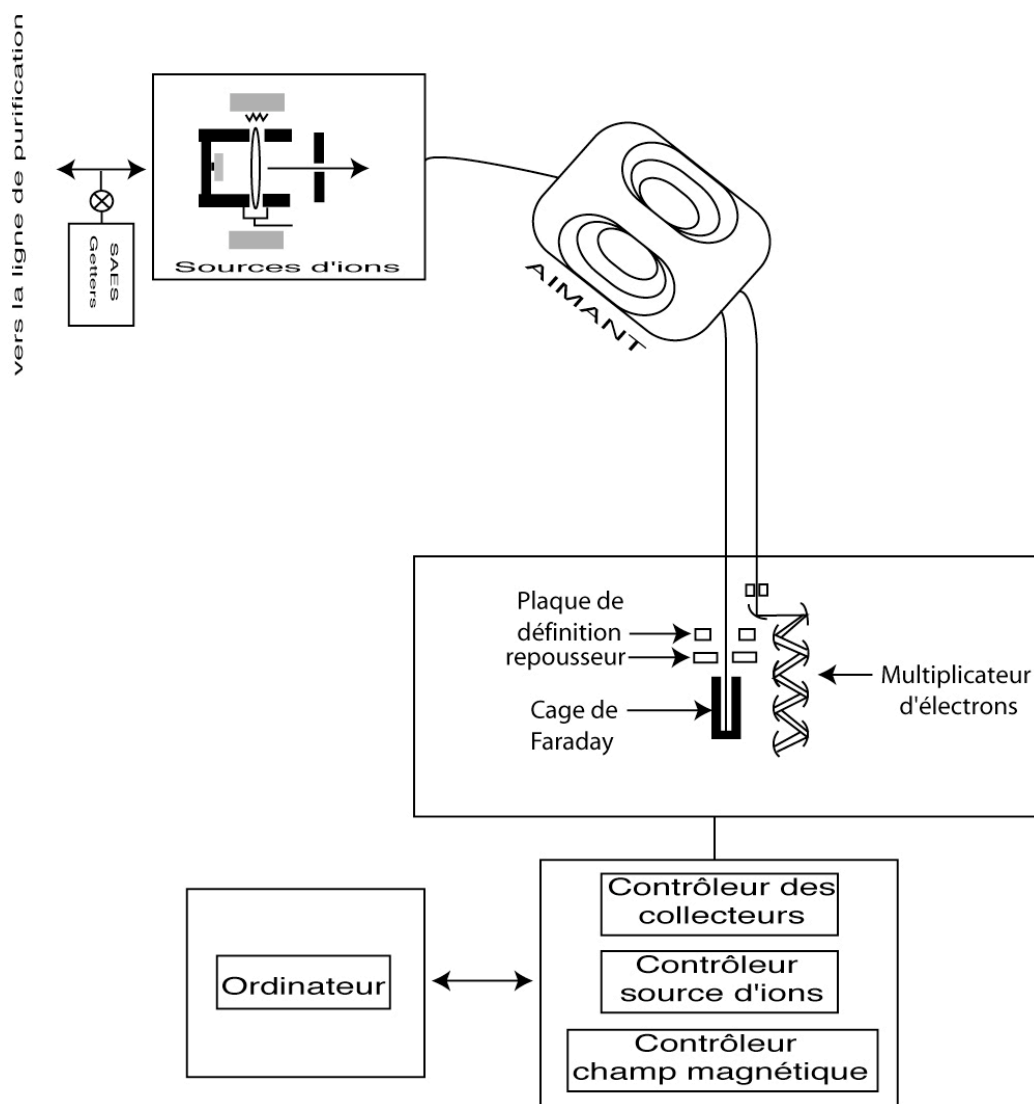 vers la ligne de purification
SAES
Getters
Sources d'ions
AIMANT
Plaque de
définition
repousseur
Cage de
Faraday
Multiplicateur
d'électrons
Contrôleur des
collecteurs
Ordinateur
Contrôleur
source d'ions
Contrôleur
champ magnétique